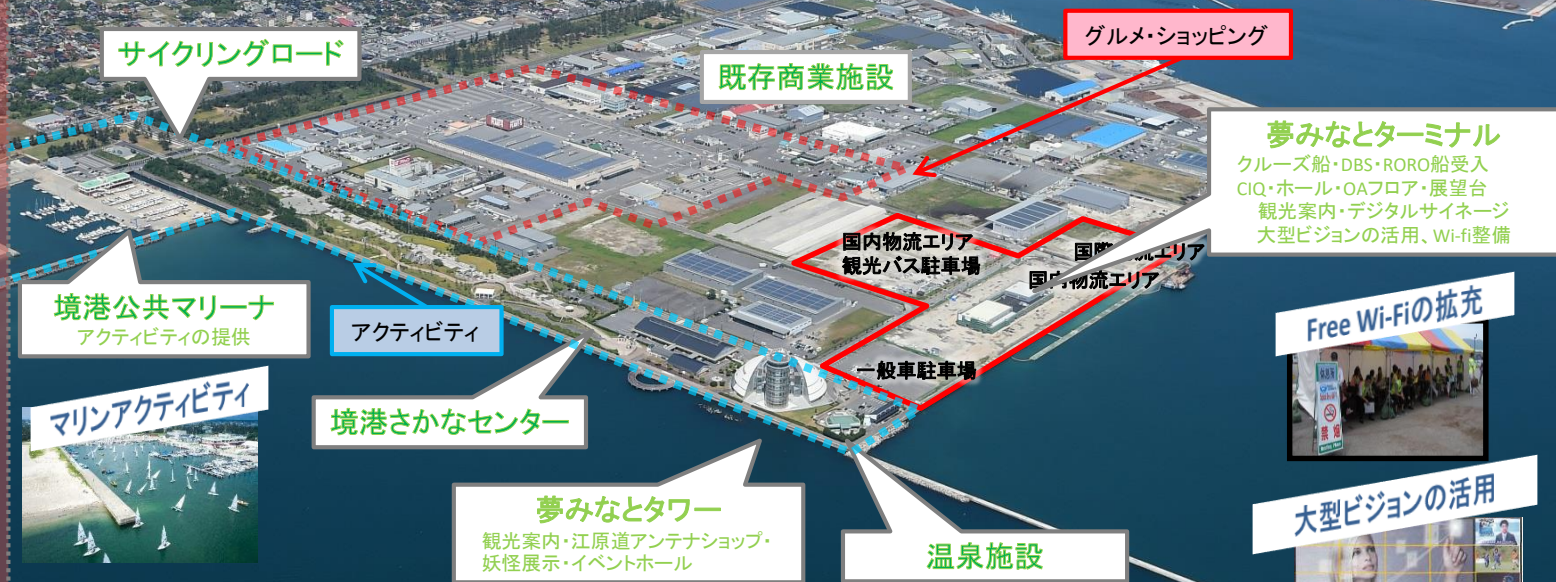 サイクリングロード
既存商業施設
グルメ・ショッピング
夢みなとターミナル
クルーズ船・DBS・RORO船受入
CIQ・ホール・OAフロア・展望台
観光案内・デジタルサイネージ
大型ビジョンの活用、Wi-fi整備
国内物流エリア
観光バス駐車場
国際流エリア
国内物流エリア
境港公共マリーナ
アクティビティの提供
アクティビティ
一般車駐車場
Free Wi-Fiの拡充
休憩所
禁煙
マリンアクティビティ
境港さかなセンター
夢みなとタワー
観光案内・江原道アンテナショップ・
妖怪展示・イベントホール
温泉施設
大型ビジョンの活用